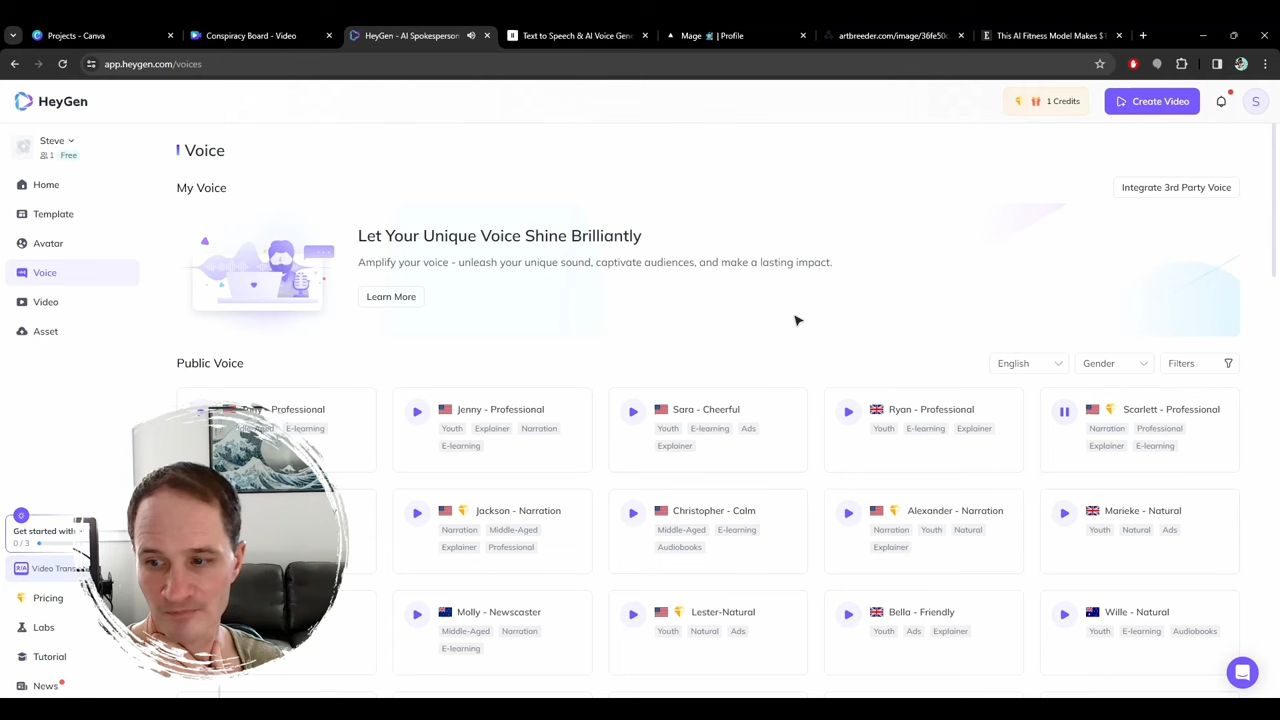 Projects - Canva
Conspiracy Board - Video
HeyGen - AI Spokesperson
Text to Speech & AI Voice Gen
Mage | Profile
artbreeder.com/image/36fe50
This AI Fitness Model Makes $
app.heygen.com/voices
HeyGen
1 Credits
Create Video
S
Steve
1 Free
Home
Template
Avatar
Voice
Video
Asset
Get started with
0 / 3
Video Trans
Pricing
Labs
Tutorial
News
Voice
My Voice
Integrate 3rd Party Voice
Let Your Unique Voice Shine Brilliantly
Amplify your voice - unleash your unique sound, captivate audiences, and make a lasting impact.
Learn More
Public Voice
English
Gender
Filters
Professional
E-learning
Jenny - Professional
Youth Explainer Narration
E-learning
Sara - Cheerful
Youth E-learning Ads
Explainer
Ryan - Professional
Youth E-learning Explainer
Scarlett - Professional
Narration Professional
Explainer E-learning
Jackson - Narration
Narration Middle-Aged
Explainer Professional
Christopher - Calm
Middle-Aged E-learning
Audiobooks
Alexander - Narration
Narration Youth Natural
Explainer
Marieke - Natural
Youth Natural Ads
Molly - Newscaster
Middle-Aged Narration
E-learning
Lester-Natural
Youth Natural Ads
Bella - Friendly
Youth Ads Explainer
Wille - Natural
Youth E-learning Audiobooks